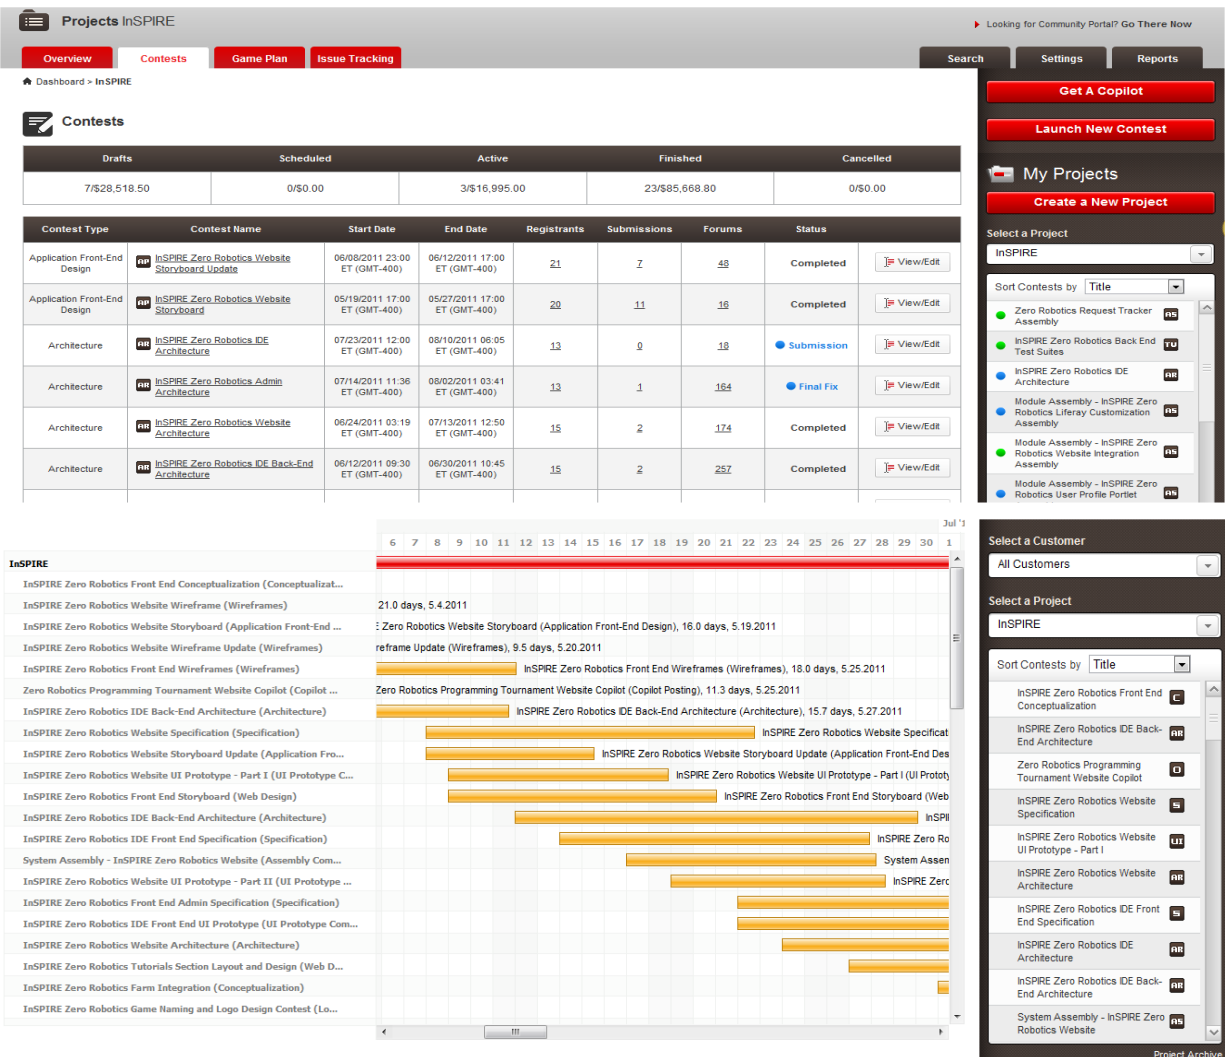 Projects InSPIRE
Looking for Community Portal? Go There Now
Overview Contests Game Plan Issue Tracking Search Settings Reports
Dashboard > InSPIRE
Contests
Drafts Scheduled Active Finished Cancelled
7/$28,518.50 0/$0.00 3/$16,995.00 23/$85,668.80 0/$0.00
Contest Type Contest Name Start Date End Date Registrants Submissions Forums Status
Application Front-End Design AP InSPIRE Zero Robotics Website Storyboard Update 06/08/2011 23:00 ET (GMT-400) 06/12/2011 17:00 ET (GMT-400) 21 7 48 Completed View/Edit
Application Front-End Design AP InSPIRE Zero Robotics Website Storyboard 05/19/2011 17:00 ET (GMT-400) 05/27/2011 17:00 ET (GMT-400) 20 11 16 Completed View/Edit
Architecture AR InSPIRE Zero Robotics IDE Architecture 07/23/2011 12:00 ET (GMT-400) 08/10/2011 06:05 ET (GMT-400) 13 0 18 Submission View/Edit
Architecture AR InSPIRE Zero Robotics Admin Architecture 07/14/2011 11:36 ET (GMT-400) 08/02/2011 03:41 ET (GMT-400) 13 1 164 Final Fix View/Edit
Architecture AR InSPIRE Zero Robotics Website Architecture 06/24/2011 03:19 ET (GMT-400) 07/13/2011 12:50 ET (GMT-400) 15 2 174 Completed View/Edit
Architecture AR InSPIRE Zero Robotics IDE Back-End Architecture 06/12/2011 09:30 ET (GMT-400) 06/30/2011 10:45 ET (GMT-400) 15 2 257 Completed View/Edit
Get A Copilot
Launch New Contest
My Projects
Create a New Project
Select a Project
InSPIRE
Sort Contests by Title
Zero Robotics Request Tracker
Assembly AS
InSPIRE Zero Robotics Back End
Test Suites TU
InSPIRE Zero Robotics IDE
Architecture AR
Module Assembly - InSPIRE Zero
Robotics Liferay Customization AS
Assembly
Module Assembly - InSPIRE Zero
Robotics Website Integration AS
Assembly
Module Assembly - InSPIRE Zero
Robotics User Profile Portlet AS
Jul '1
6 7 8 9 10 11 12 13 14 15 16 17 18 19 20 21 22 23 24 25 26 27 28 29 30 1
InSPIRE
InSPIRE Zero Robotics Front End Conceptualization (Conceptualizat...
InSPIRE Zero Robotics Website Wireframe (Wireframes) 21.0 days, 5.4.2011
InSPIRE Zero Robotics Website Storyboard (Application Front-End ... Zero Robotics Website Storyboard (Application Front-End Design), 16.0 days, 5.19.2011
InSPIRE Zero Robotics Website Wireframe Update (Wireframes) reframe Update (Wireframes), 9.5 days, 5.20.2011
InSPIRE Zero Robotics Front End Wireframes (Wireframes) InSPIRE Zero Robotics Front End Wireframes (Wireframes), 18.0 days, 5.25.2011
Zero Robotics Programming Tournament Website Copilot (Copilot ... Zero Robotics Programming Tournament Website Copilot (Copilot Posting), 11.3 days, 5.25.2011
InSPIRE Zero Robotics IDE Back-End Architecture (Architecture) InSPIRE Zero Robotics IDE Back-End Architecture (Architecture), 15.7 days, 5.27.2011
InSPIRE Zero Robotics Website Specification (Specification) InSPIRE Zero Robotics Website Specificat
InSPIRE Zero Robotics Website Storyboard Update (Application Fro... InSPIRE Zero Robotics Website Storyboard Update (Application Front-End Des
InSPIRE Zero Robotics Website UI Prototype - Part I (UI Prototype C... InSPIRE Zero Robotics Website UI Prototype - Part I (UI Prototy
InSPIRE Zero Robotics Front End Storyboard (Web Design) InSPIRE Zero Robotics Front End Storyboard (Web
InSPIRE Zero Robotics IDE Back-End Architecture (Architecture) InSPI
InSPIRE Zero Robotics IDE Front End Specification (Specification) InSPIRE Zero Ro
System Assembly - InSPIRE Zero Robotics Website (Assembly Com... System Assen
InSPIRE Zero Robotics Website UI Prototype - Part II (UI Prototype ... InSPIRE Zero
InSPIRE Zero Robotics Front End Admin Specification (Specification)
InSPIRE Zero Robotics IDE Front End UI Prototype (UI Prototype Com...
InSPIRE Zero Robotics Website Architecture (Architecture)
InSPIRE Zero Robotics Tutorials Section Layout and Design (Web D...
InSPIRE Zero Robotics Farm Integration (Conceptualization)
InSPIRE Zero Robotics Game Naming and Logo Design Contest (Lo...
Select a Customer
All Customers
Select a Project
InSPIRE
Sort Contests by Title
InSPIRE Zero Robotics Front End
Conceptualization C
InSPIRE Zero Robotics IDE Back-
End Architecture AR
Zero Robotics Programming
Tournament Website Copilot O
InSPIRE Zero Robotics Website
Specification S
InSPIRE Zero Robotics Website
UI Prototype - Part I UI
InSPIRE Zero Robotics Website
Architecture AR
InSPIRE Zero Robotics IDE Front
End Specification S
InSPIRE Zero Robotics IDE
Architecture AR
InSPIRE Zero Robotics IDE Back-
End Architecture AR
System Assembly - InSPIRE Zero
Robotics Website AS
Project Archive